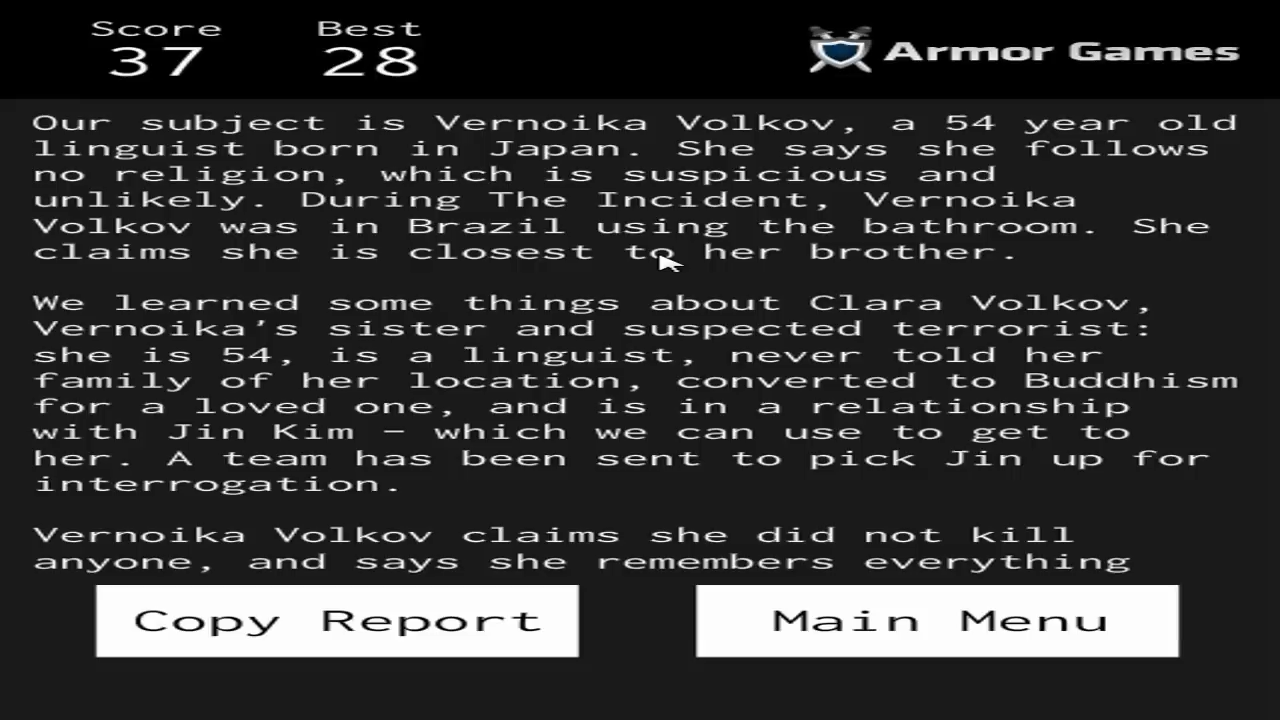 Score Best
37 28
Armor Games
Our subject is Vernoika Volkov, a 54 year old
linguist born in Japan. She says she follows
no religion, which is suspicious and
unlikely. During The Incident, Vernoika
Volkov was in Brazil using the bathroom. She
claims she is closest to her brother.
We learned some things about Clara Volkov,
Vernoika's sister and suspected terrorist:
she is 54, is a linguist, never told her
family of her location, converted to Buddhism
for a loved one, and is in a relationship
with Jin Kim – which we can use to get to
her. A team has been sent to pick Jin up for
interrogation.
Vernoika Volkov claims she did not kill
anyone, and says she remembers everything
Copy Report Main Menu